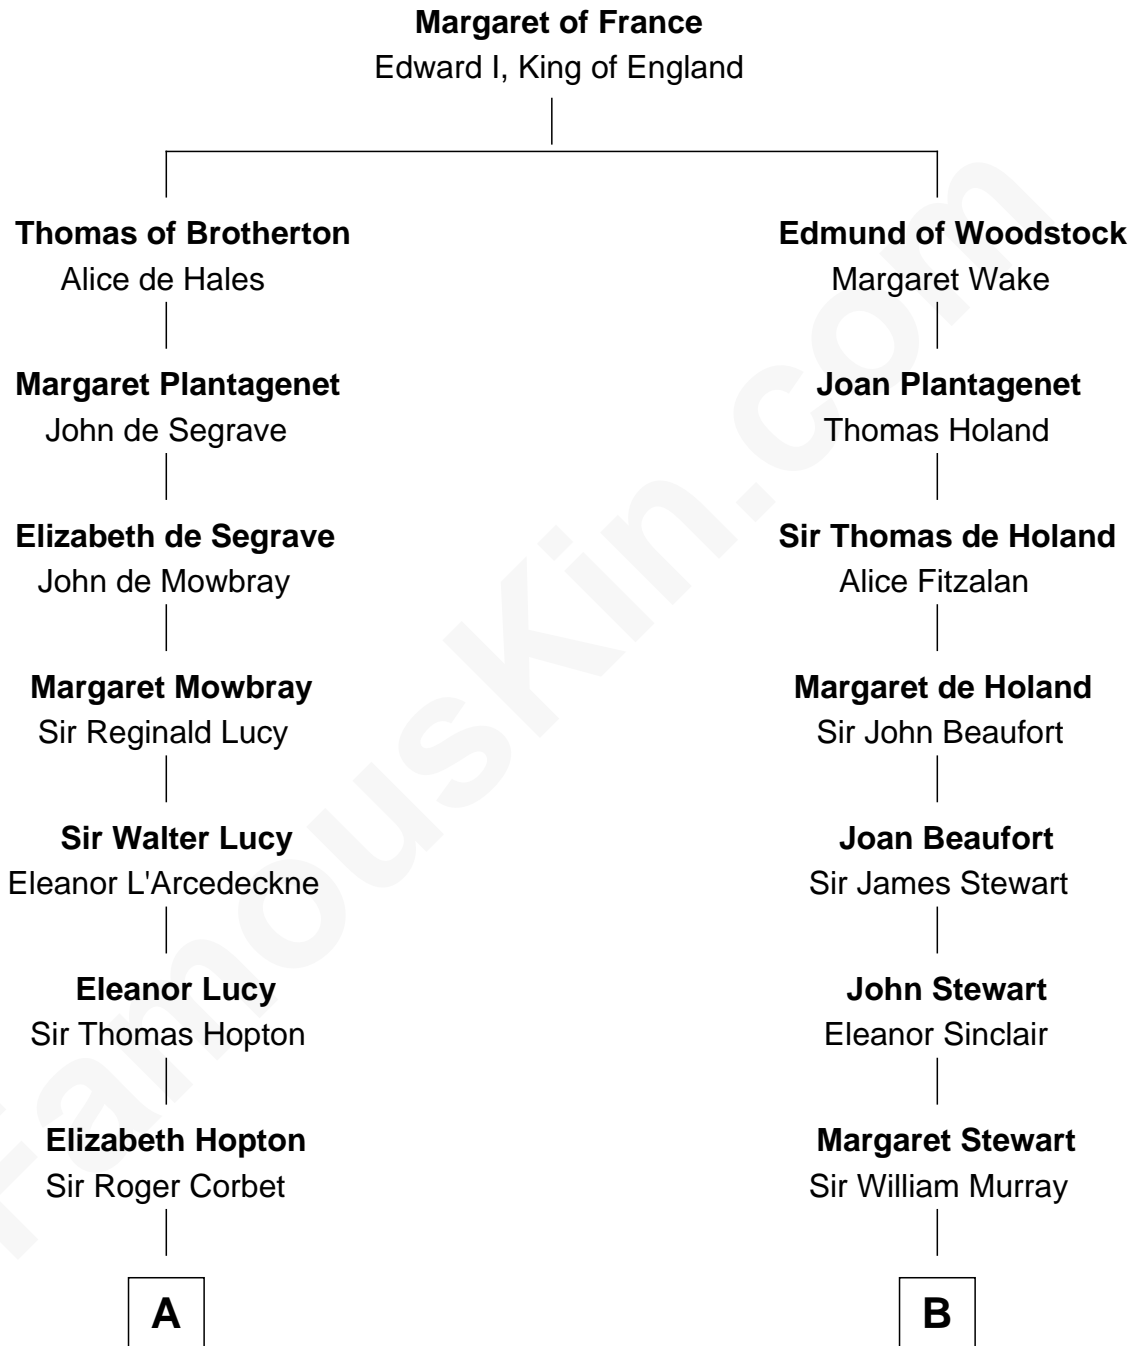 Margaret of France
Edward I, King of England
Thomas of Brotherton
Alice de Hales
Edmund of Woodstock
Margaret Wake
Margaret Plantagenet
John de Segrave
Joan Plantagenet
Thomas Holand
Elizabeth de Segrave
John de Mowbray
Sir Thomas de Holand
Alice Fitzalan
Margaret Mowbray
Sir Reginald Lucy
Margaret de Holand
Sir John Beaufort
Sir Walter Lucy
Eleanor L'Arcedeckne
Joan Beaufort
Sir James Stewart
Eleanor Lucy
Sir Thomas Hopton
John Stewart
Eleanor Sinclair
Elizabeth Hopton
Sir Roger Corbet
Margaret Stewart
Sir William Murray
A
B
FamousKin.com